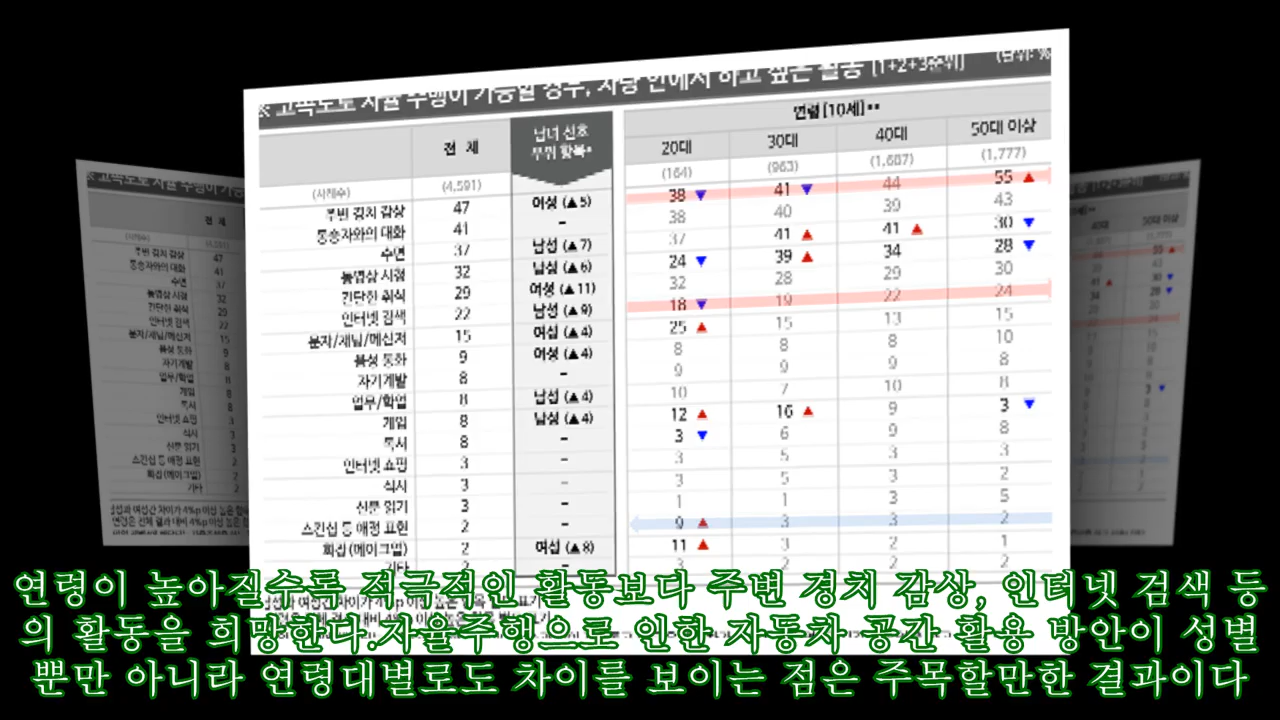 ※ 고속도로 자율 주행이 가능할 경우, 차량 안에서 하고 싶은 활동 [1+2+3순위] (단위: %
전 체 남녀 선호 우위 항목* 연령[10세]**
20대 30대 40대 50대 이상
(사례수) (4,591) (164) (963) (1,687) (1,777)
주변 경치 감상 47 여성 (▲5) 38 ▼ 41 ▼ 44 55 ▲
동승자와의 대화 41 - 38 40 39 43
수면 37 남성 (▲7) 37 41 ▲ 41 ▲ 30 ▼
동영상 시청 32 남성 (▲6) 24 ▼ 39 ▲ 34 28 ▼
간단한 취식 29 여성 (▲11) 32 28 29 30
인터넷 검색 22 남성 (▲9) 18 ▼ 19 22 24
문자/채팅/메신저 15 여성 (▲4) 25 ▲ 15 13 15
음성 통화 9 여성 (▲4) 8 8 8 10
자기계발 8 - 9 9 9 8
업무/학업 8 남성 (▲4) 10 7 10 8
게임 8 남성 (▲4) 12 ▲ 16 ▲ 9 3 ▼
독서 8 - 3 ▼ 6 9 8
인터넷 쇼핑 3 - 3 5 3 3
식시 3 - 3 5 3 2
신문 읽기 3 - 1 1 3 5
스킨십 등 애정 표현 2 - 9 ▲ 3 3 2
화장(메이크업) 2 여성 (▲8) 11 ▲ 3 2 1
기타 2 3 2 2 2
연령이 높아질수록 적극적인 활동보다 주변 경치 감상, 인터넷 검색 등
의 활동을 희망한다.자율주행으로 인한 자동차 공간 활용 방안이 성별
뿐만 아니라 연령대별로도 차이를 보이는 점은 주목할만한 결과이다